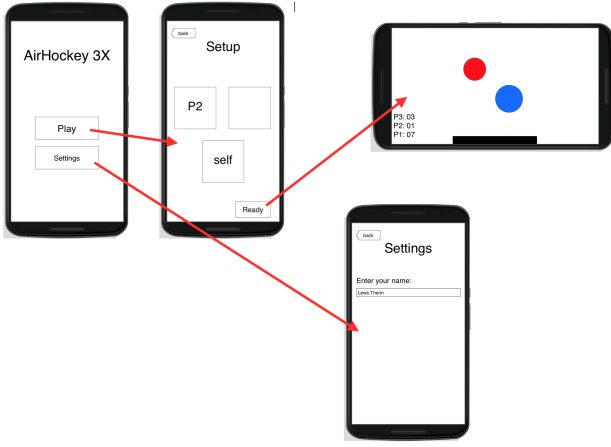 AirHockey 3X
Play
Settings
back
Setup
P2
self
Ready
P3: 03
P2: 01
P1: 07
back
Settings
Enter your name:
Lews Therin